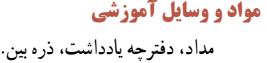 مواد و وسایل آموزشی
مداد، دفترچه یادداشت، ذره بین.